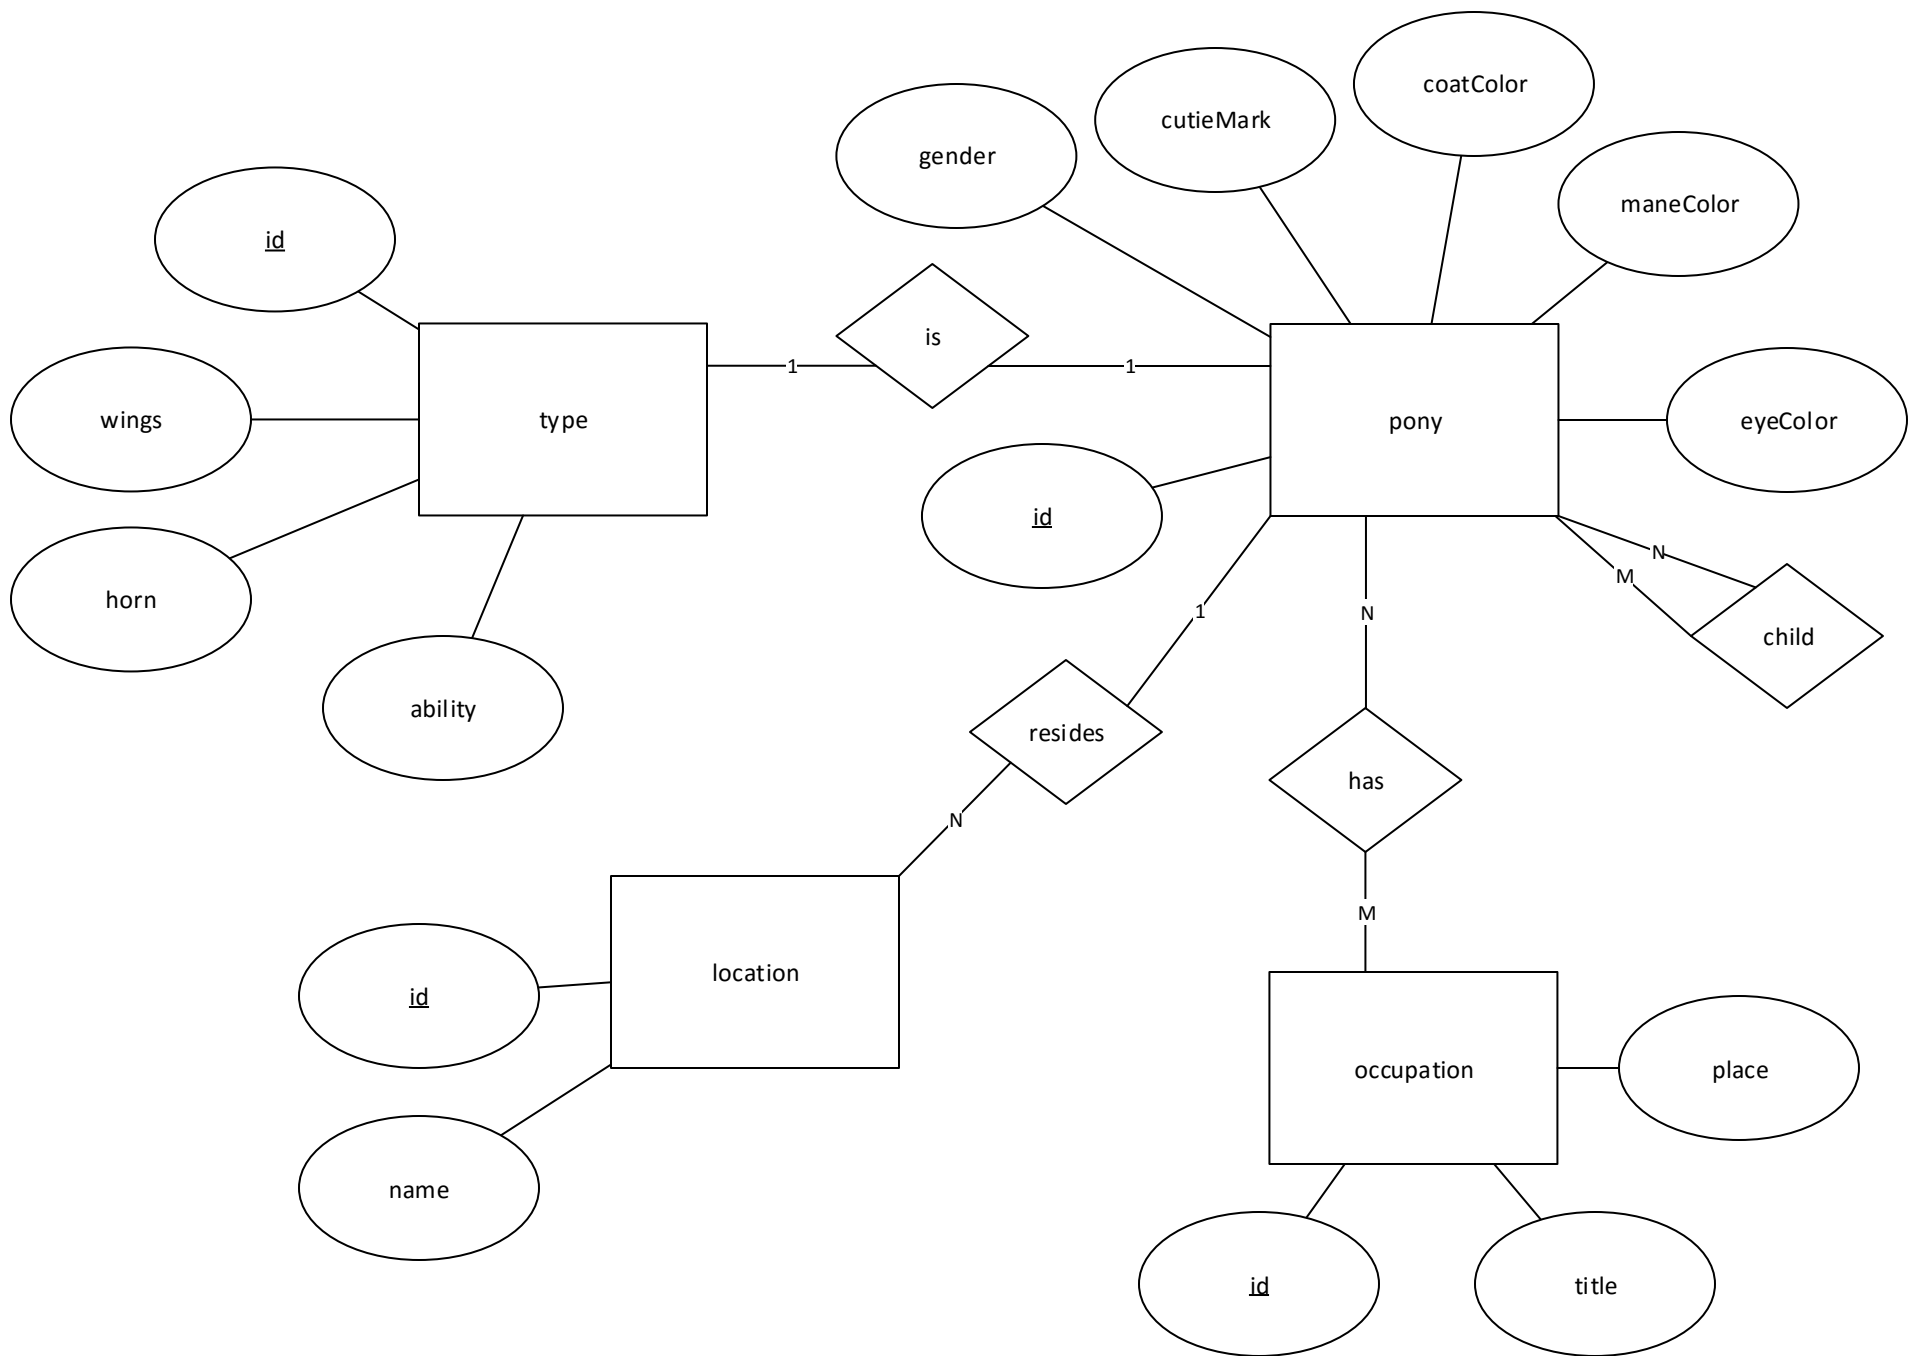 coatColor
cutieMark
gender
maneColor
id
is
1
1
wings
type
pony
eyeColor
id
N
M
horn
1
N
child
ability
resides
has
N
M
location
id
occupation
place
name
id
title